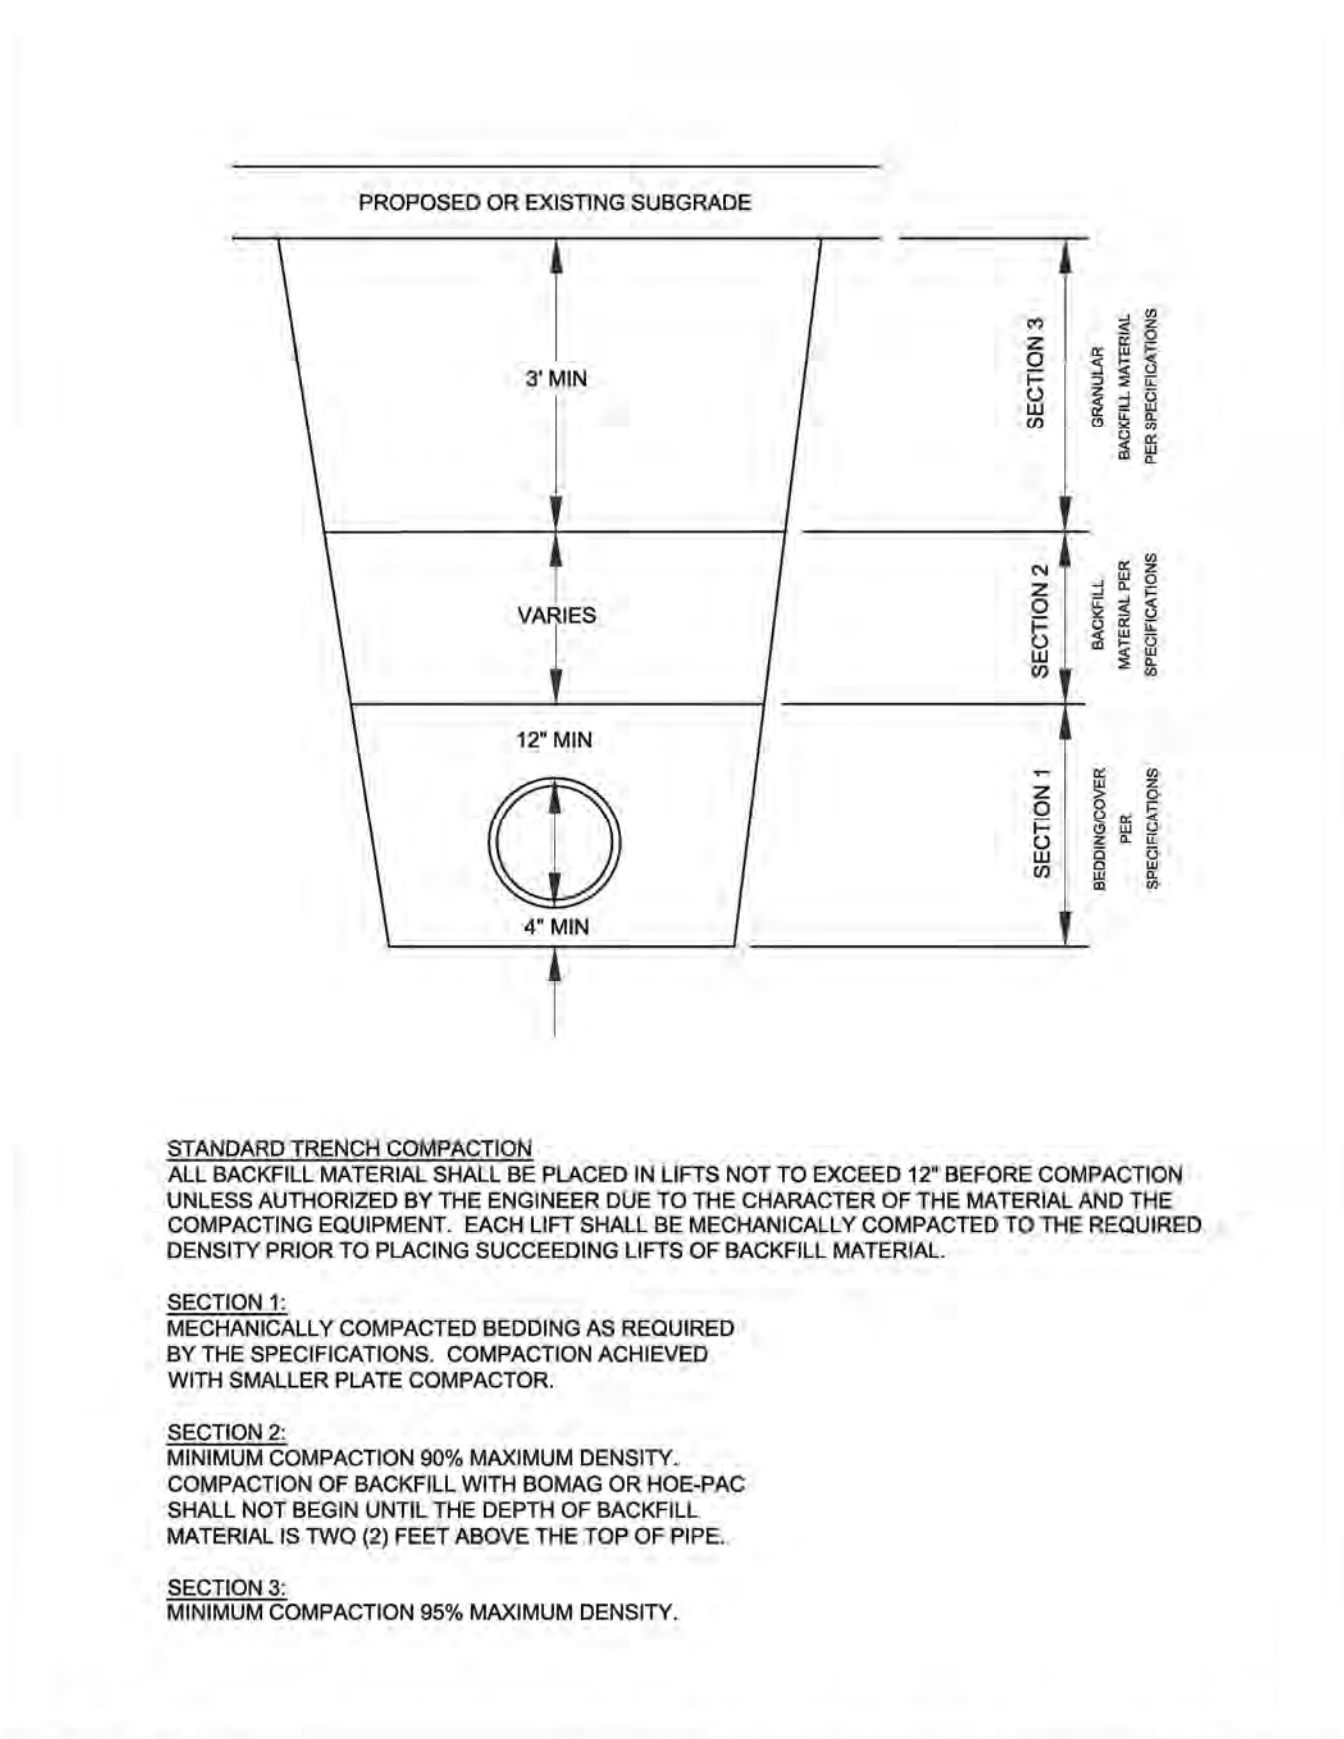 PROPOSED OR EXISTING SUBGRADE
3' MIN
SECTION 3
GRANULAR
BACKFILL MATERIAL
PER SPECIFICATIONS
VARIES
SECTION 2
BACKFILL
MATERIAL PER
SPECIFICATIONS
12" MIN
4" MIN
SECTION 1
BEDDING/COVER
PER
SPECIFICATIONS
STANDARD TRENCH COMPACTION
ALL BACKFILL MATERIAL SHALL BE PLACED IN LIFTS NOT TO EXCEED 12" BEFORE COMPACTION
UNLESS AUTHORIZED BY THE ENGINEER DUE TO THE CHARACTER OF THE MATERIAL AND THE
COMPACTING EQUIPMENT. EACH LIFT SHALL BE MECHANICALLY COMPACTED TO THE REQUIRED
DENSITY PRIOR TO PLACING SUCCEEDING LIFTS OF BACKFILL MATERIAL.
SECTION 1:
MECHANICALLY COMPACTED BEDDING AS REQUIRED
BY THE SPECIFICATIONS. COMPACTION ACHIEVED
WITH SMALLER PLATE COMPACTOR.
SECTION 2:
MINIMUM COMPACTION 90% MAXIMUM DENSITY.
COMPACTION OF BACKFILL WITH BOMAG OR HOE-PAC
SHALL NOT BEGIN UNTIL THE DEPTH OF BACKFILL
MATERIAL IS TWO (2) FEET ABOVE THE TOP OF PIPE.
SECTION 3:
MINIMUM COMPACTION 95% MAXIMUM DENSITY.